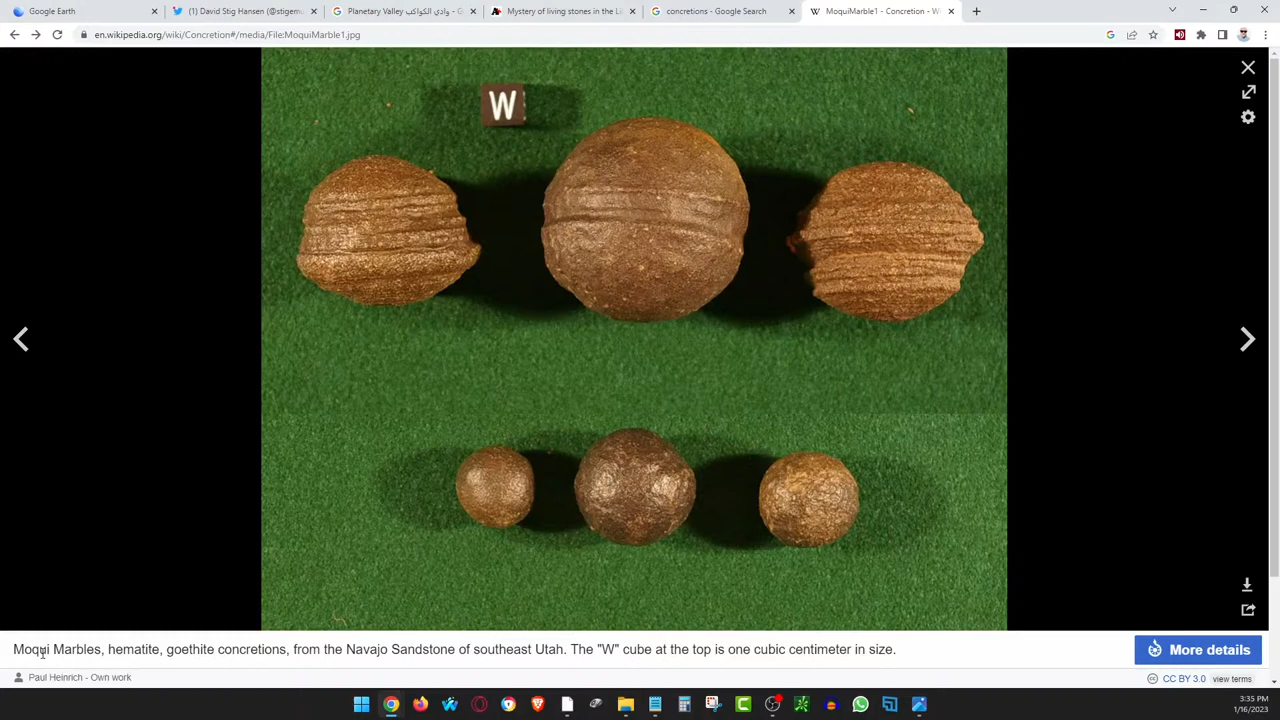 Google Earth
(1) David Stig Hansen (@stigema
Planetary Valley وادي الكواكب - G
Mystery of living stones in the Li
concretions - Google Search
MoquiMarble1 - Concretion - W
en.wikipedia.org/wiki/Concretion#/media/File:MoquiMarble1.jpg
W
Moqui Marbles, hematite, goethite concretions, from the Navajo Sandstone of southeast Utah. The "W" cube at the top is one cubic centimeter in size.
More details
Paul Heinrich - Own work
CC BY 3.0 view terms
3:35 PM
1/16/2023